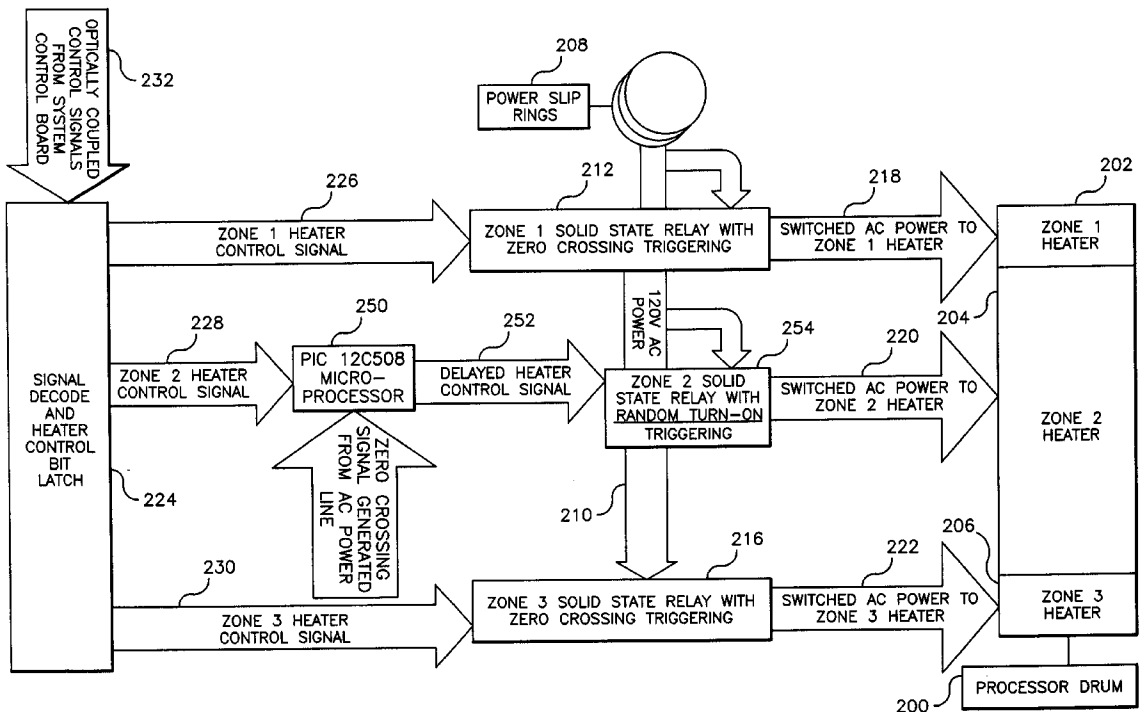 OPTICALLY COUPLED
CONTROL SIGNALS
FROM SYSTEM
CONTROL BOARD
232
208
POWER SLIP
RINGS
226
ZONE 1 HEATER
CONTROL SIGNAL
212
ZONE 1 SOLID STATE RELAY WITH
ZERO CROSSING TRIGGERING
218
SWITCHED AC POWER TO
ZONE 1 HEATER
202
ZONE 1
HEATER
204
120V AC
POWER
228
ZONE 2 HEATER
CONTROL SIGNAL
250
PIC 12C508
MICRO-
PROCESSOR
252
DELAYED HEATER
CONTROL SIGNAL
254
ZONE 2 SOLID
STATE RELAY WITH
RANDOM TURN-ON
TRIGGERING
220
SWITCHED AC POWER TO
ZONE 2 HEATER
ZONE 2
HEATER
SIGNAL
DECODE AND
HEATER
CONTROL
BIT
LATCH
224
ZERO CROSSING
SIGNAL GENERATED
FROM AC POWER
LINE
210
230
ZONE 3 HEATER
CONTROL SIGNAL
216
ZONE 3 SOLID STATE RELAY WITH
ZERO CROSSING TRIGGERING
222
SWITCHED AC POWER TO
ZONE 3 HEATER
206
ZONE 3
HEATER
200
PROCESSOR DRUM